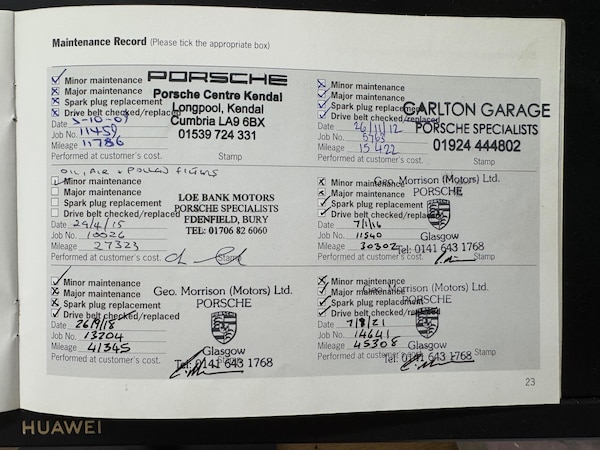 Maintenance Record (Please tick the appropriate box)
Minor maintenance
Major maintenance
Spark plug replacement
Drive belt checked/replaced
Date 5-10-09
Job No. 11459
Mileage 11786
Performed at customer's cost.
Stamp
PORSCHE
Porsche Centre Kendal
Longpool, Kendal
Cumbria LA9 6BX
01539 724 331
Minor maintenance
Major maintenance
Spark plug replacement
Drive belt checked/replaced
Date 26/11/12
Job No. 5763
Mileage 15422
Performed at customer's cost.
Stamp
CARLTON GARAGE
PORSCHE SPECIALISTS
01924 444802
OIL, AIR + POLLEN FILTERS
Minor maintenance
Major maintenance
Spark plug replacement
Drive belt checked/replaced
Date 29/4/15
Job No. 10026
Mileage 27323
Performed at customer's cost.
Stamp
LOE BANK MOTORS
PORSCHE SPECIALISTS
FDENFIELD, BURY
TEL: 01706 82 6060
Minor maintenance
Major maintenance
Spark plug replacement
Drive belt checked/replaced
Date 7/1/16
Job No. 11540
Mileage 30302
Performed at customer's cost.
Stamp
Geo. Morrison (Motors) Ltd.
PORSCHE
Glasgow
Tel: 0141 643 1768
Minor maintenance
Major maintenance
Spark plug replacement
Drive belt checked/replaced
Date 26/9/18
Job No. 13204
Mileage 41345
Performed at customer's cost.
Stamp
Geo. Morrison (Motors) Ltd.
PORSCHE
Glasgow
Tel: 0141 643 1768
Minor maintenance
Major maintenance
Spark plug replacement
Drive belt checked/replaced
Date 7/8/21
Job No. 14641
Mileage 45308
Performed at customer's cost.
Stamp
Geo. Morrison (Motors) Ltd.
PORSCHE
Glasgow
Tel: 0141 643 1768
23
HUAWEI